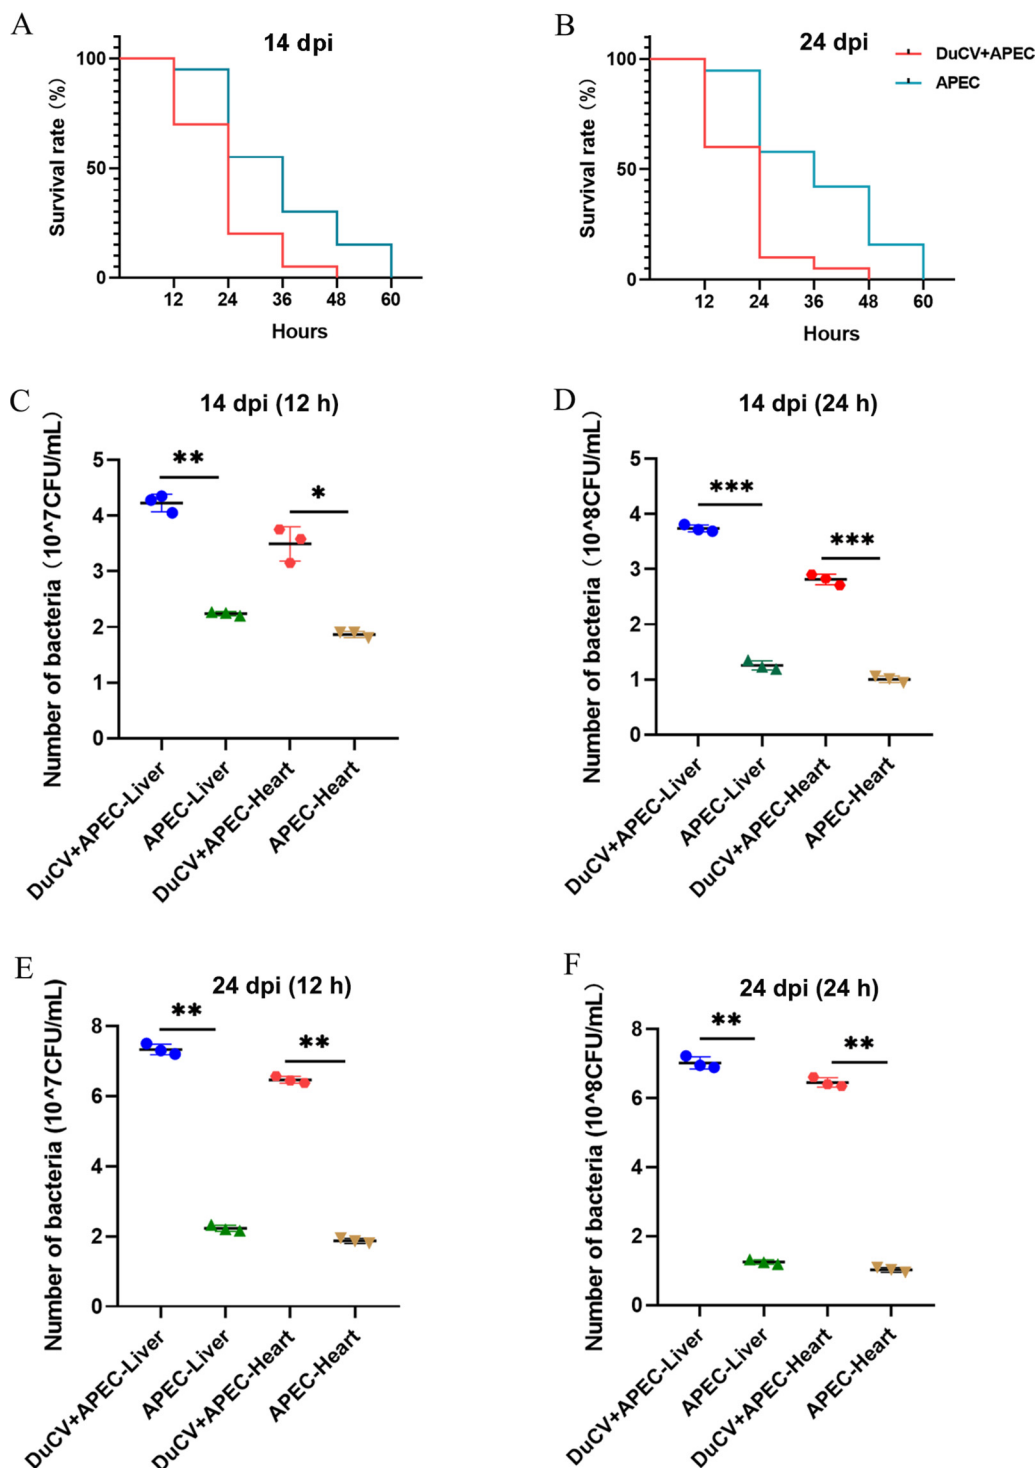 A
14 dpi
Survival rate (%)
100
50
0
12 24 36 48 60
Hours
B
24 dpi
DuCV+APEC
APEC
Survival rate (%)
100
50
0
12 24 36 48 60
Hours
C
14 dpi (12 h)
Number of bacteria (10^7CFU/mL)
5
4
3
2
1
0
**
*
DuCV+APEC-Liver
APEC-Liver
DuCV+APEC-Heart
APEC-Heart
D
14 dpi (24 h)
Number of bacteria (10^8CFU/mL)
5
4
3
2
1
0
***
***
DuCV+APEC-Liver
APEC-Liver
DuCV+APEC-Heart
APEC-Heart
E
24 dpi (12 h)
Number of bacteria (10^7CFU/mL)
8
6
4
2
0
**
**
DuCV+APEC-Liver
APEC-Liver
DuCV+APEC-Heart
APEC-Heart
F
24 dpi (24 h)
Number of bacteria (10^8CFU/mL)
8
6
4
2
0
**
**
DuCV+APEC-Liver
APEC-Liver
DuCV+APEC-Heart
APEC-Heart